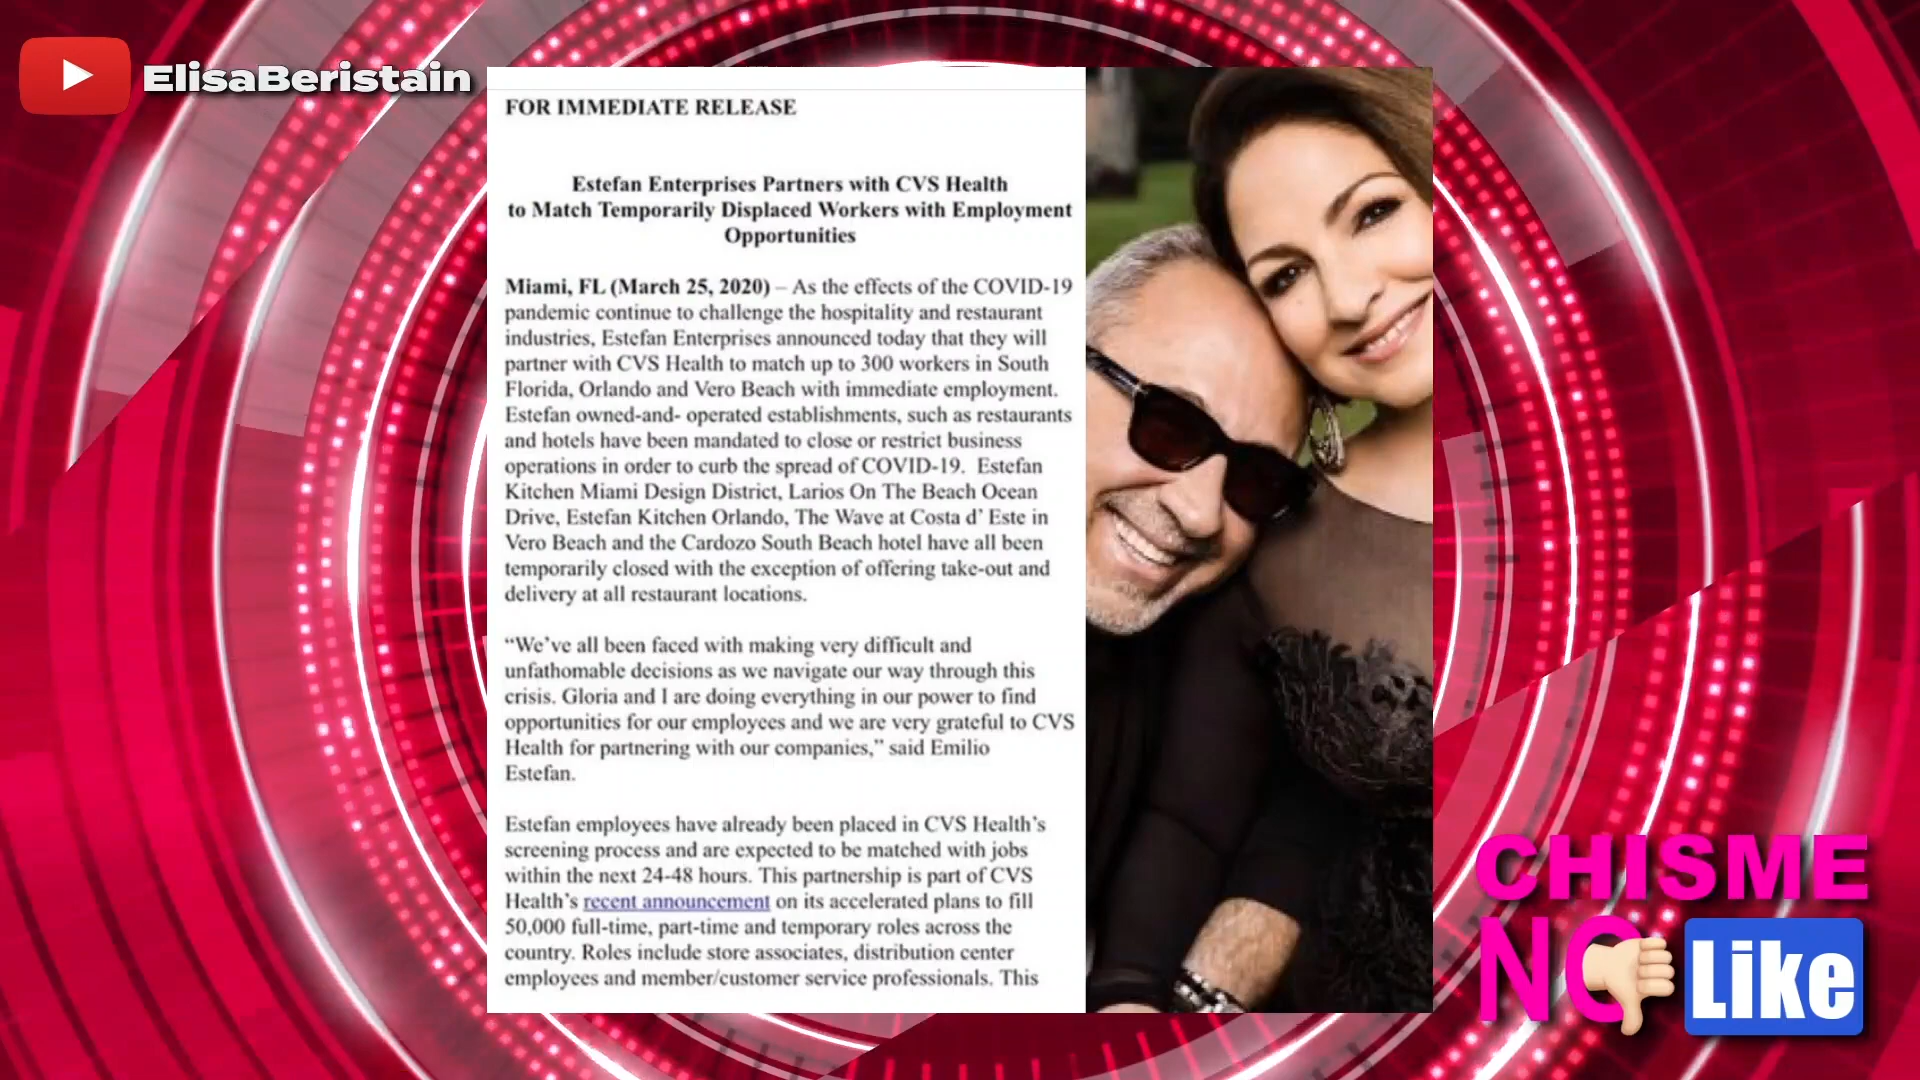 ElisaBeristain
FOR IMMEDIATE RELEASE
Estefan Enterprises Partners with CVS Health
to Match Temporarily Displaced Workers with Employment
Opportunities
Miami, FL (March 25, 2020) – As the effects of the COVID-19
pandemic continue to challenge the hospitality and restaurant
industries, Estefan Enterprises announced today that they will
partner with CVS Health to match up to 300 workers in South
Florida, Orlando and Vero Beach with immediate employment.
Estefan owned-and- operated establishments, such as restaurants
and hotels have been mandated to close or restrict business
operations in order to curb the spread of COVID-19.  Estefan
Kitchen Miami Design District, Larios On The Beach Ocean
Drive, Estefan Kitchen Orlando, The Wave at Costa d’ Este in
Vero Beach and the Cardozo South Beach hotel have all been
temporarily closed with the exception of offering take-out and
delivery at all restaurant locations.
“We’ve all been faced with making very difficult and
unfathomable decisions as we navigate our way through this
crisis. Gloria and I are doing everything in our power to find
opportunities for our employees and we are very grateful to CVS
Health for partnering with our companies,” said Emilio
Estefan.
Estefan employees have already been placed in CVS Health’s
screening process and are expected to be matched with jobs
within the next 24-48 hours. This partnership is part of CVS
Health’s recent announcement on its accelerated plans to fill
50,000 full-time, part-time and temporary roles across the
country. Roles include store associates, distribution center
employees and member/customer service professionals. This
CHISME
NO Like